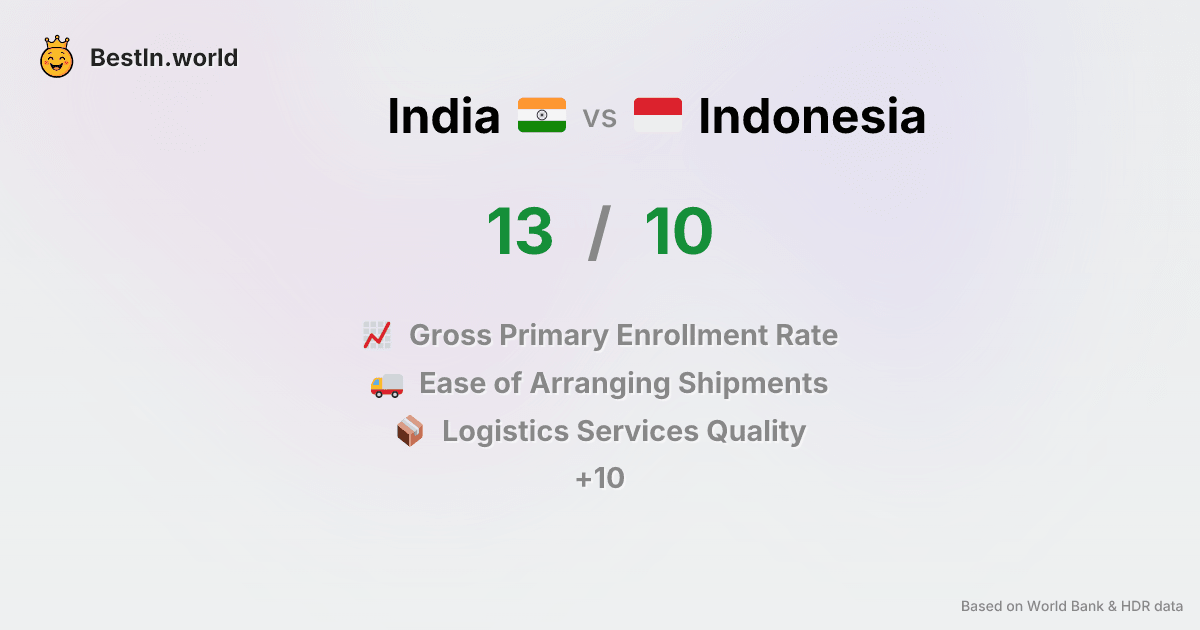 BestIn.world
India vs Indonesia
13 / 10
Gross Primary Enrollment Rate
Ease of Arranging Shipments
Logistics Services Quality
+10
Based on World Bank & HDR data